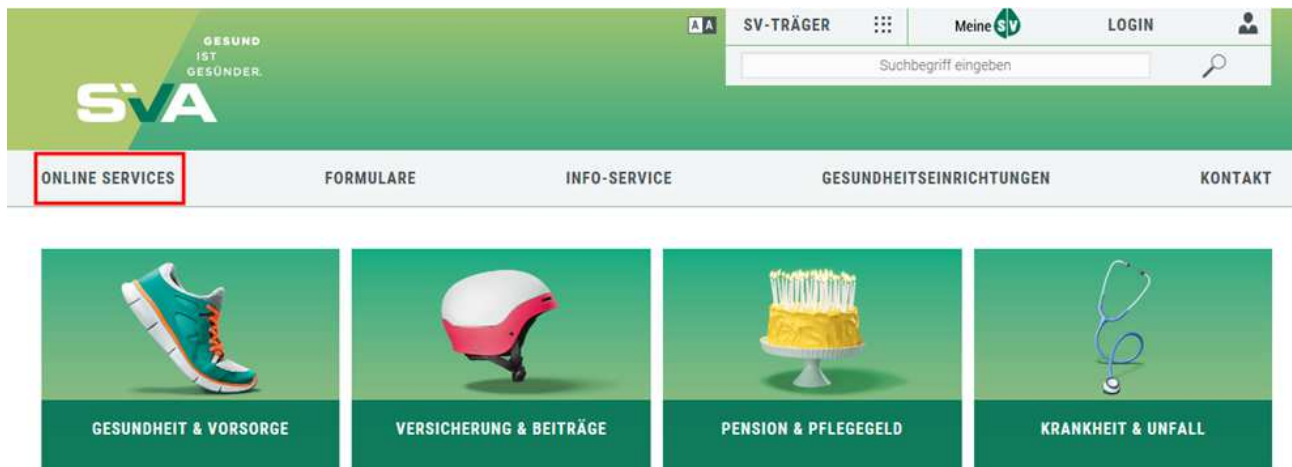 GESUND
IST
GESÜNDER.
SVA
A A
SV-TRÄGER
Meine SV
LOGIN
Suchbegriff eingeben
ONLINE SERVICES
FORMULARE
INFO-SERVICE
GESUNDHEITSEINRICHTUNGEN
KONTAKT
GESUNDHEIT & VORSORGE
VERSICHERUNG & BEITRÄGE
PENSION & PFLEGEGELD
KRANKHEIT & UNFALL